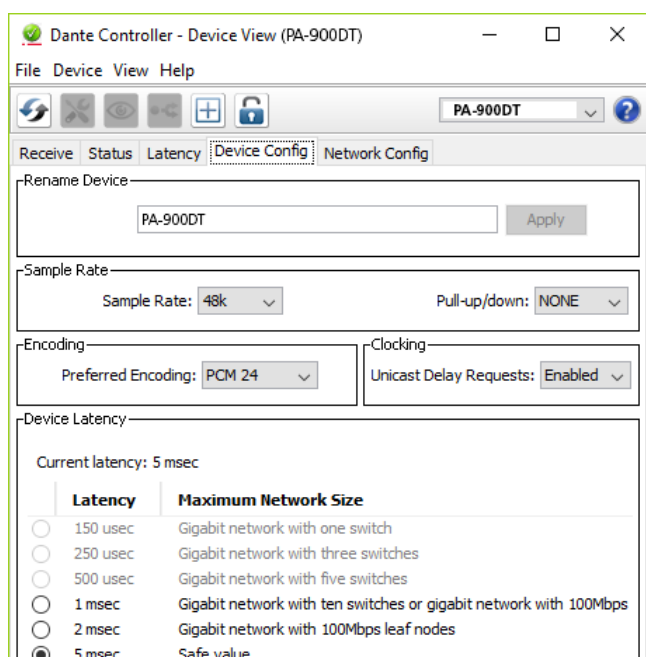 Dante Controller - Device View (PA-900DT)
File Device View Help
PA-900DT
?
Receive Status Latency Device Config Network Config
Rename Device
PA-900DT Apply
Sample Rate
Sample Rate: 48k Pull-up/down: NONE
Encoding Clocking
Preferred Encoding: PCM 24 Unicast Delay Requests: Enabled
Device Latency
Current latency: 5 msec
Latency Maximum Network Size
150 usec Gigabit network with one switch
250 usec Gigabit network with three switches
500 usec Gigabit network with five switches
1 msec Gigabit network with ten switches or gigabit network with 100Mbps
2 msec Gigabit network with 100Mbps leaf nodes
5 msec Safe value